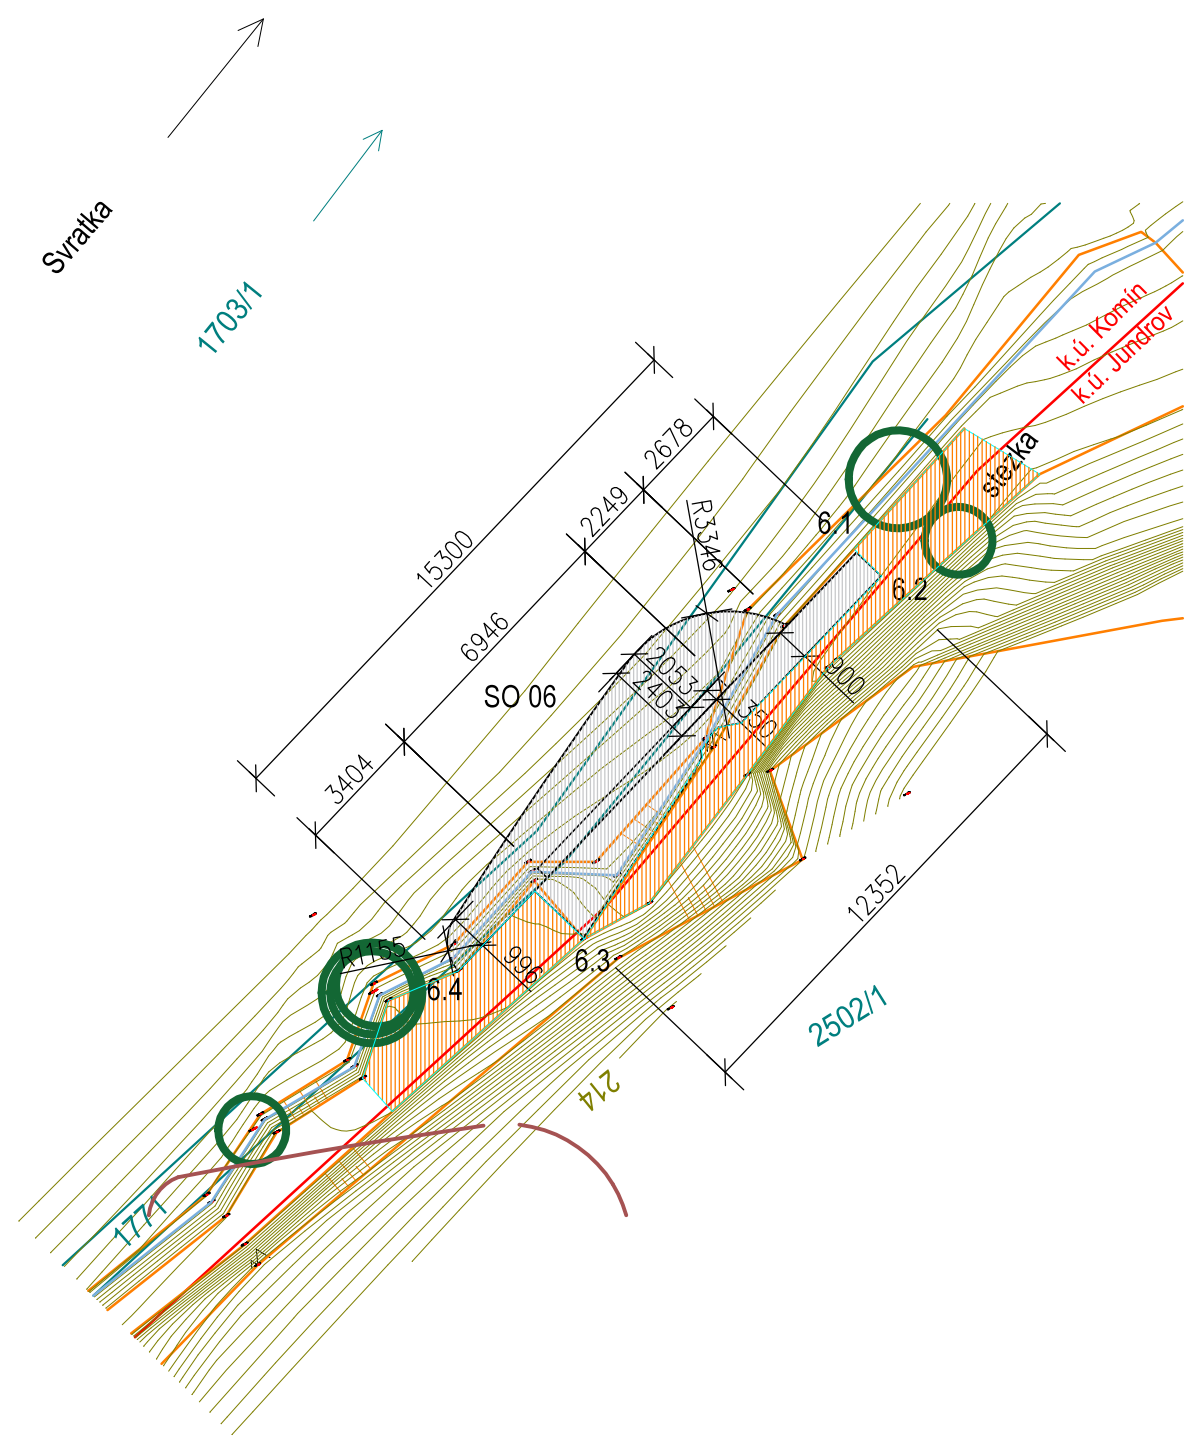 Svratka
1703/1
k.ú. Komín
k.ú. Jundrov
stezka
2678
2249
15300
6946
R3346
6.1
6.2
2053
2403
900
350
SO 06
3404
12352
R1155
996
6.3
6.4
2502/1
214
1771